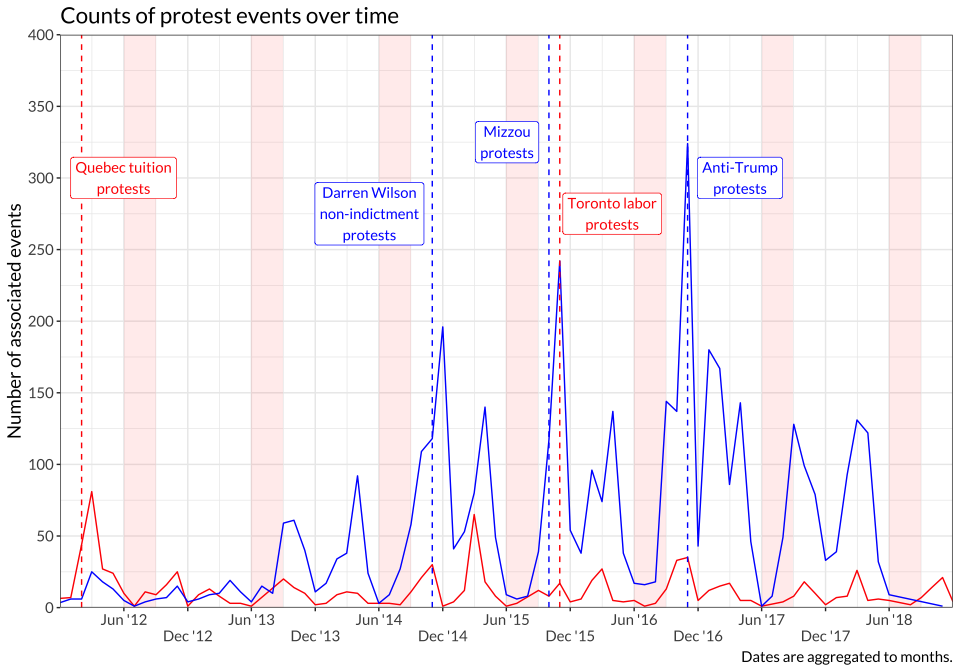 Counts of protest events over time
Number of associated events
400
350
300
250
200
150
100
50
0
Quebec tuition
protests
Darren Wilson
non-indictment
protests
Mizzou
protests
Toronto labor
protests
Anti-Trump
protests
Jun '12
Dec '12
Jun '13
Dec '13
Jun '14
Dec '14
Jun '15
Dec '15
Jun '16
Dec '16
Jun '17
Dec '17
Jun '18
Dates are aggregated to months.